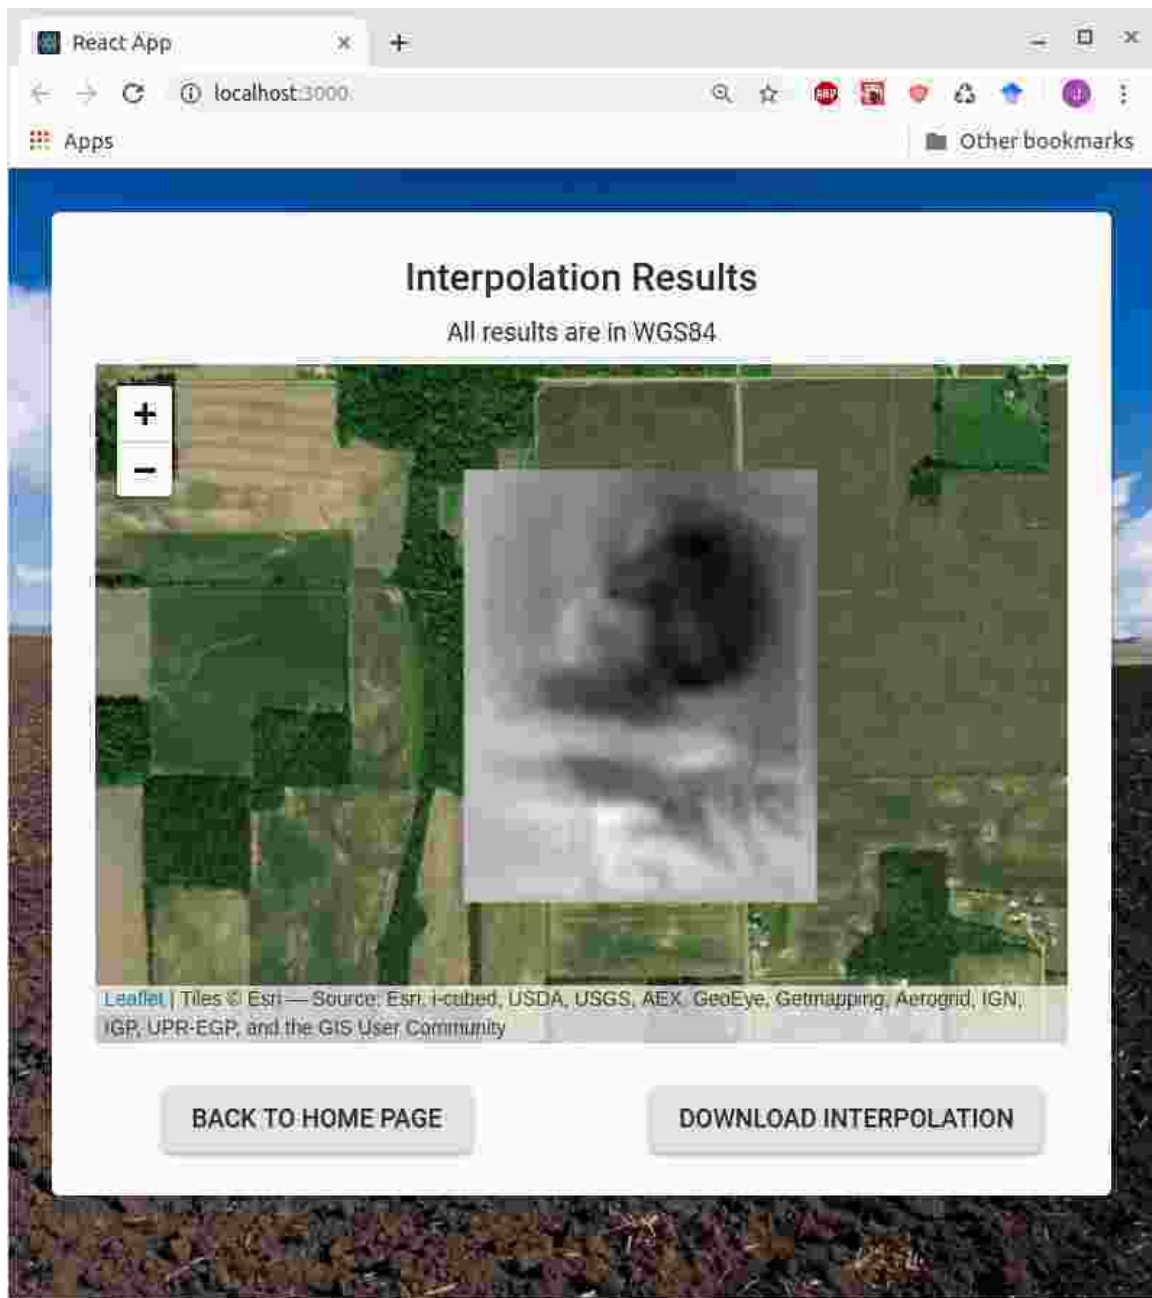 React App
localhost:3000
ABP
Apps
Other bookmarks
Interpolation Results
All results are in WGS84
+
−
Leaflet | Tiles © Esri — Source: Esri, i-cubed, USDA, USGS, AEX, GeoEye, Getmapping, Aerogrid, IGN,
IGP, UPR-EGP, and the GIS User Community
BACK TO HOME PAGE
DOWNLOAD INTERPOLATION